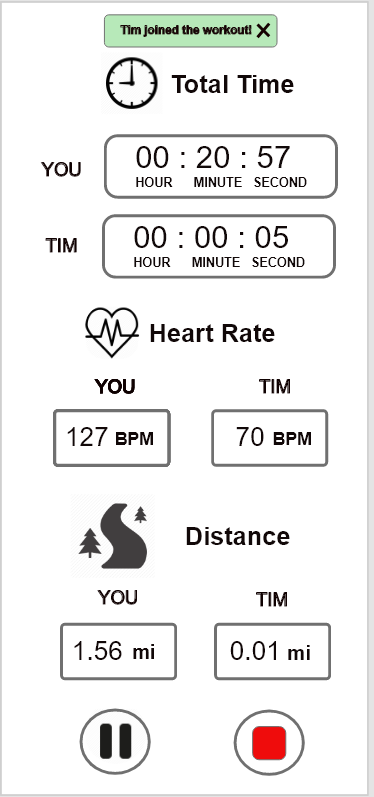 Tim joined the workout!
Total Time
YOU
00 : 20 : 57
HOUR MINUTE SECOND
TIM
00 : 00 : 05
HOUR MINUTE SECOND
Heart Rate
YOU TIM
127 BPM 70 BPM
Distance
YOU TIM
1.56 mi 0.01 mi